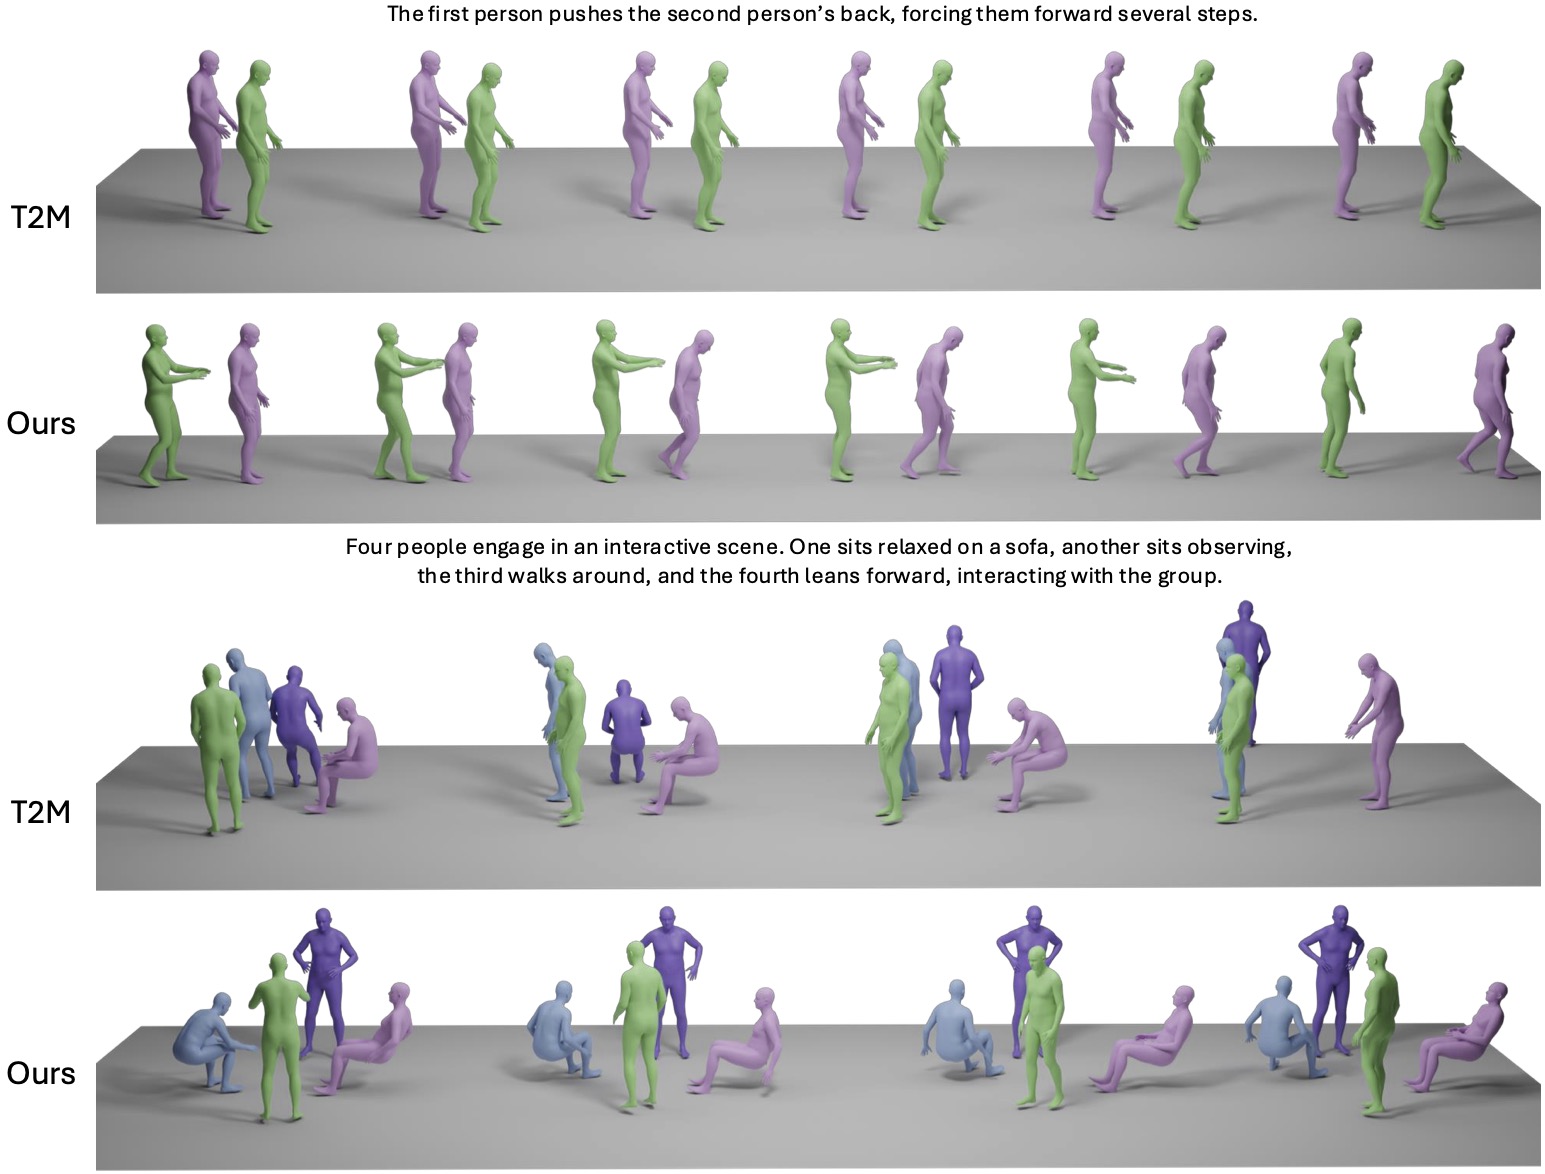 The first person pushes the second person's back, forcing them forward several steps.
T2M
Ours
Four people engage in an interactive scene. One sits relaxed on a sofa, another sits observing,
the third walks around, and the fourth leans forward, interacting with the group.
T2M
Ours